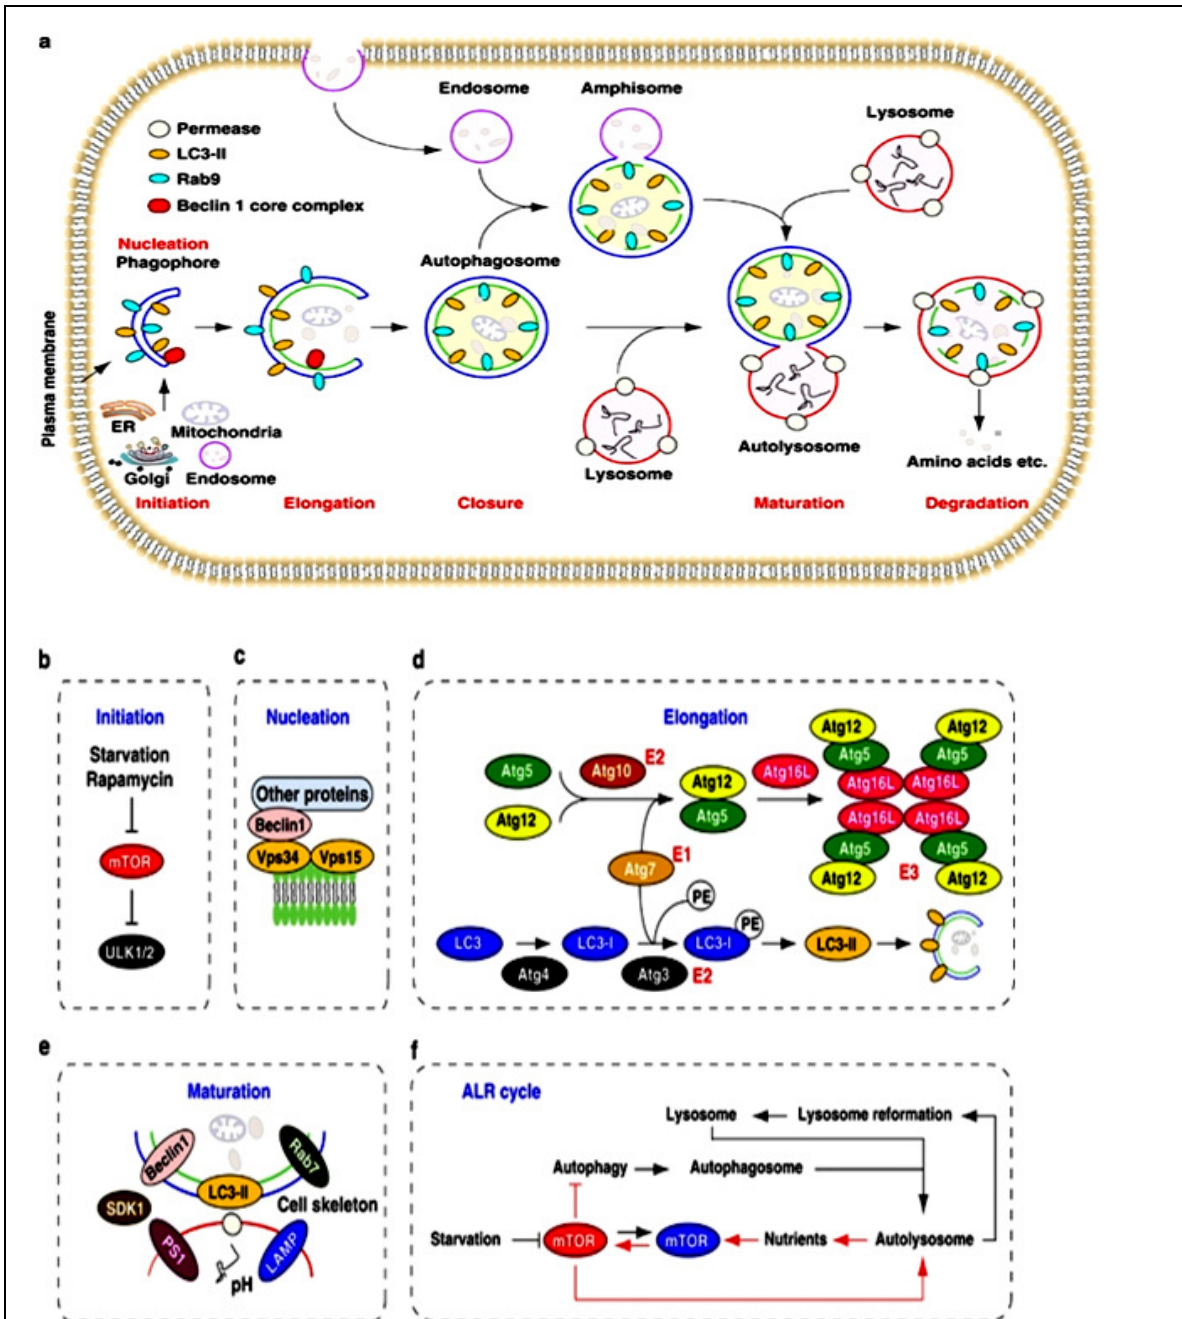 a
Endosome
Amphisome
Lysosome
Permease
LC3-II
Rab9
Beclin 1 core complex
Nucleation
Phagophore
Autophagosome
Plasma membrane
ER
Mitochondria
Golgi
Endosome
Lysosome
Autolysosome
Amino acids etc.
Initiation
Elongation
Closure
Maturation
Degradation
b
Initiation
Starvation
Rapamycin
mTOR
ULK1/2
c
Nucleation
Other proteins
Beclin1
Vps34
Vps15
d
Elongation
Atg5
Atg10
E2
Atg12
Atg12
Atg5
Atg16L
Atg12
Atg12
Atg5
Atg5
Atg16L
Atg16L
Atg16L
Atg16L
Atg5
Atg5
Atg12
E3
Atg12
Atg7
E1
PE
LC3
LC3-I
LC3-I
PE
LC3-II
Atg4
Atg3
E2
e
Maturation
Beclin1
Rab7
LC3-II
Cell skeleton
SDK1
PS1
LAMP
pH
f
ALR cycle
Lysosome
Lysosome reformation
Autophagy
Autophagosome
Starvation
mTOR
mTOR
Nutrients
Autolysosome